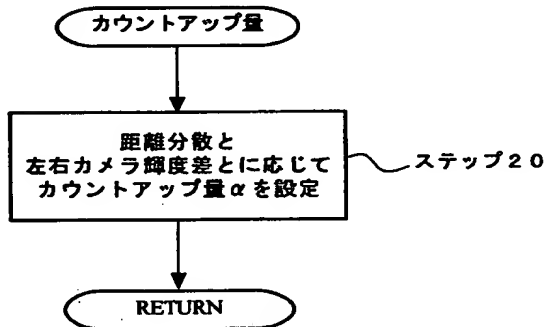 カウントアップ量
距離分散と
左右カメラ輝度差とに応じて
カウントアップ量αを設定
ステップ20
RETURN